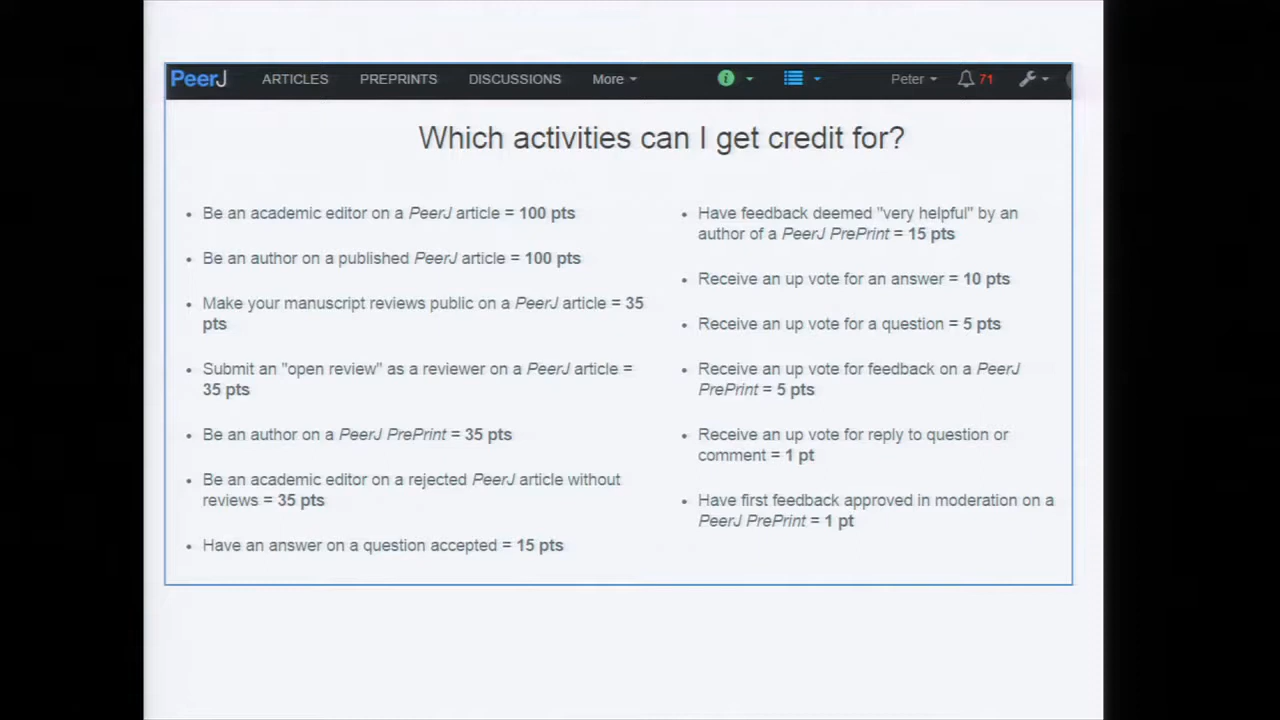 PeerJ ARTICLES PREPRINTS DISCUSSIONS More i Peter 71
Which activities can I get credit for?
• Be an academic editor on a PeerJ article = 100 pts
• Be an author on a published PeerJ article = 100 pts
• Make your manuscript reviews public on a PeerJ article = 35
pts
• Submit an "open review" as a reviewer on a PeerJ article =
35 pts
• Be an author on a PeerJ PrePrint = 35 pts
• Be an academic editor on a rejected PeerJ article without
reviews = 35 pts
• Have an answer on a question accepted = 15 pts
• Have feedback deemed "very helpful" by an
author of a PeerJ PrePrint = 15 pts
• Receive an up vote for an answer = 10 pts
• Receive an up vote for a question = 5 pts
• Receive an up vote for feedback on a PeerJ
PrePrint = 5 pts
• Receive an up vote for reply to question or
comment = 1 pt
• Have first feedback approved in moderation on a
PeerJ PrePrint = 1 pt